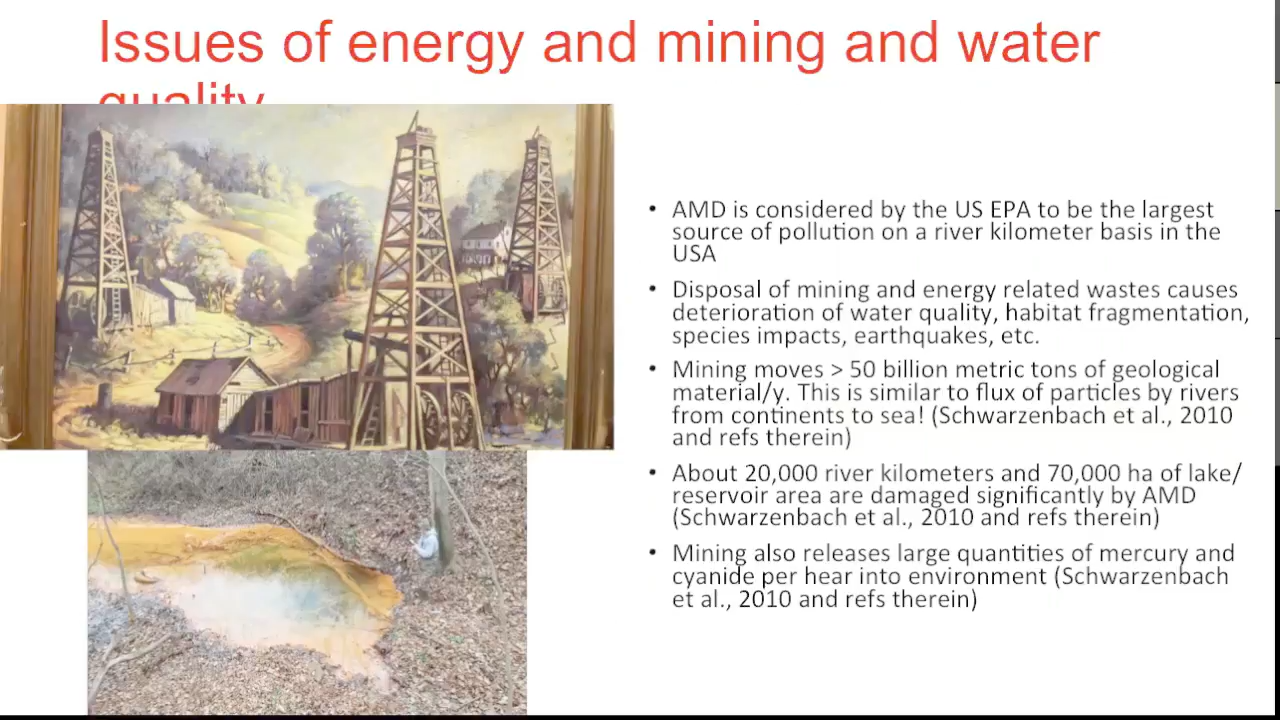 Issues of energy and mining and water
quality
• AMD is considered by the US EPA to be the largest
source of pollution on a river kilometer basis in the
USA
• Disposal of mining and energy related wastes causes
deterioration of water quality, habitat fragmentation,
species impacts, earthquakes, etc.
• Mining moves > 50 billion metric tons of geological
material/y. This is similar to flux of particles by rivers
from continents to sea! (Schwarzenbach et al., 2010
and refs therein)
• About 20,000 river kilometers and 70,000 ha of lake/
reservoir area are damaged significantly by AMD
(Schwarzenbach et al., 2010 and refs therein)
• Mining also releases large quantities of mercury and
cyanide per hear into environment (Schwarzenbach
et al., 2010 and refs therein)